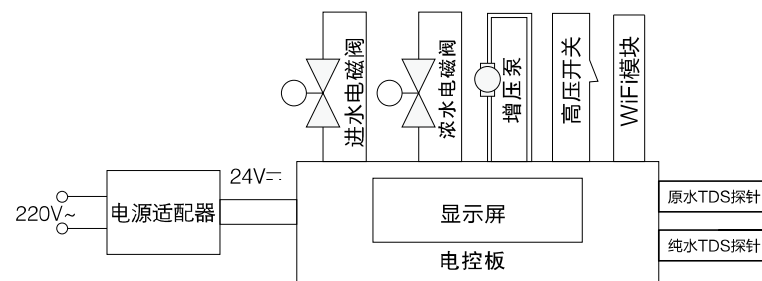 进水电磁阀
浓水电磁阀
增压泵
高压开关
WiFi模块
24V⎓
220V~
电源适配器
显示屏
电控板
原水TDS探针
纯水TDS探针